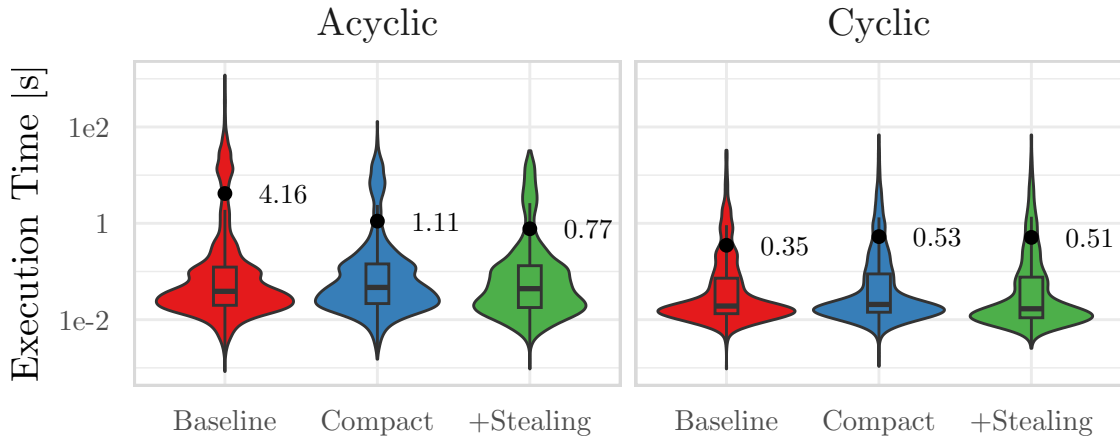 Acyclic
Cyclic
Execution Time [s]
1e2
1
1e-2
4.16
1.11
0.77
0.35
0.53
0.51
Baseline
Compact
+Stealing
Baseline
Compact
+Stealing